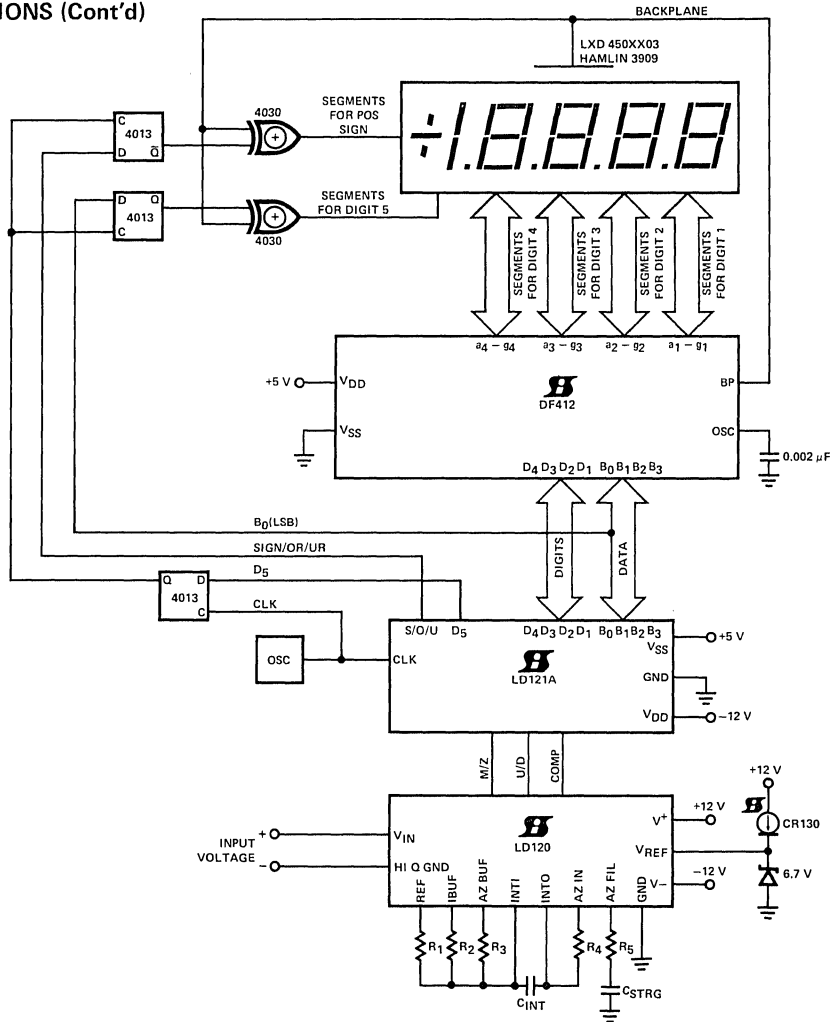 IONS (Cont'd)
BACKPLANE
LXD 450XX03
HAMLIN 3909
C
4013
D
Q̅
4030
+
SEGMENTS
FOR POS
SIGN
÷1.8.8.8.8
D
Q
4013
C
+
4030
SEGMENTS
FOR DIGIT 5
SEGMENTS
FOR DIGIT 4
SEGMENTS
FOR DIGIT 3
SEGMENTS
FOR DIGIT 2
SEGMENTS
FOR DIGIT 1
a4 – g4
a3 – g3
a2 – g2
a1 – g1
+5 V
VDD
DF412
BP
VSS
OSC
0.002 μF
D4 D3 D2 D1
B0 B1 B2 B3
B0(LSB)
SIGN/OR/UR
DIGITS
DATA
D5
Q
D
4013
C
CLK
S/O/U
D5
D4 D3 D2 D1
B0 B1 B2 B3
VSS
+5 V
OSC
CLK
LD121A
GND
VDD
−12 V
M/Z
U/D
COMP
+12 V
INPUT
VOLTAGE
+
−
VIN
HI Q GND
LD120
V+
+12 V
CR130
VREF
V−
−12 V
6.7 V
REF
IBUF
AZ BUF
INTI
INTO
AZ IN
AZ FIL
GND
R1
R2
R3
R4
R5
CINT
CSTRG